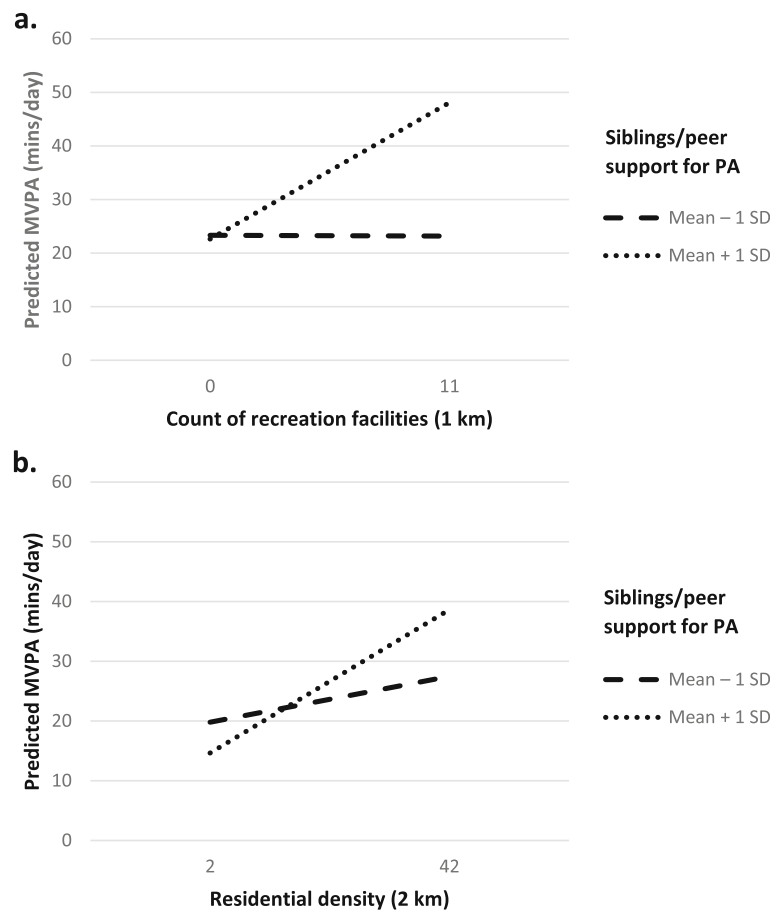 a.
60
50
40
30
20
10
0
Predicted MVPA (mins/day)
0
11
Count of recreation facilities (1 km)
Siblings/peer
support for PA
Mean – 1 SD
Mean + 1 SD
b.
60
50
40
30
20
10
0
Predicted MVPA (mins/day)
2
42
Residential density (2 km)
Siblings/peer
support for PA
Mean – 1 SD
Mean + 1 SD